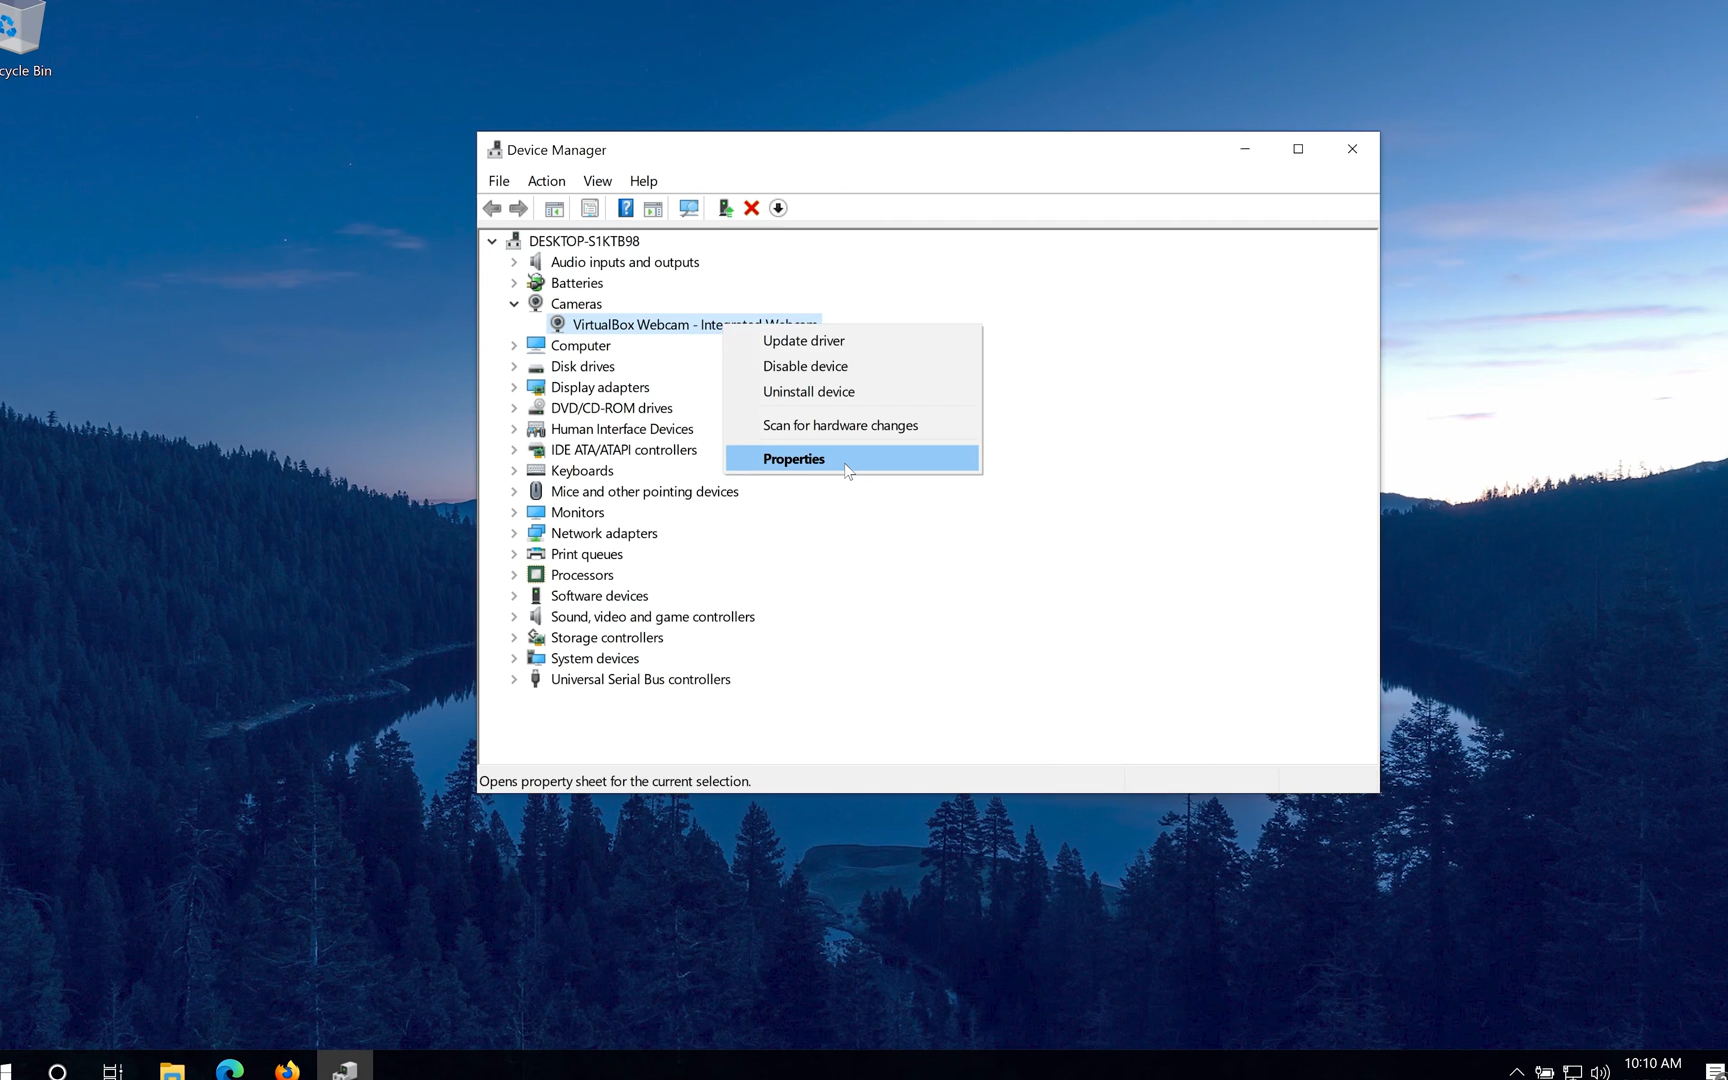 cycle Bin
Device Manager
File Action View Help
DESKTOP-S1KTB98
Audio inputs and outputs
Batteries
Cameras
VirtualBox Webcam - Integrated Webcam
Update driver
Computer
Disable device
Disk drives
Display adapters
Uninstall device
DVD/CD-ROM drives
Scan for hardware changes
Human Interface Devices
IDE ATA/ATAPI controllers
Properties
Keyboards
Mice and other pointing devices
Monitors
Network adapters
Print queues
Processors
Software devices
Sound, video and game controllers
Storage controllers
System devices
Universal Serial Bus controllers
Opens property sheet for the current selection.
10:10 AM